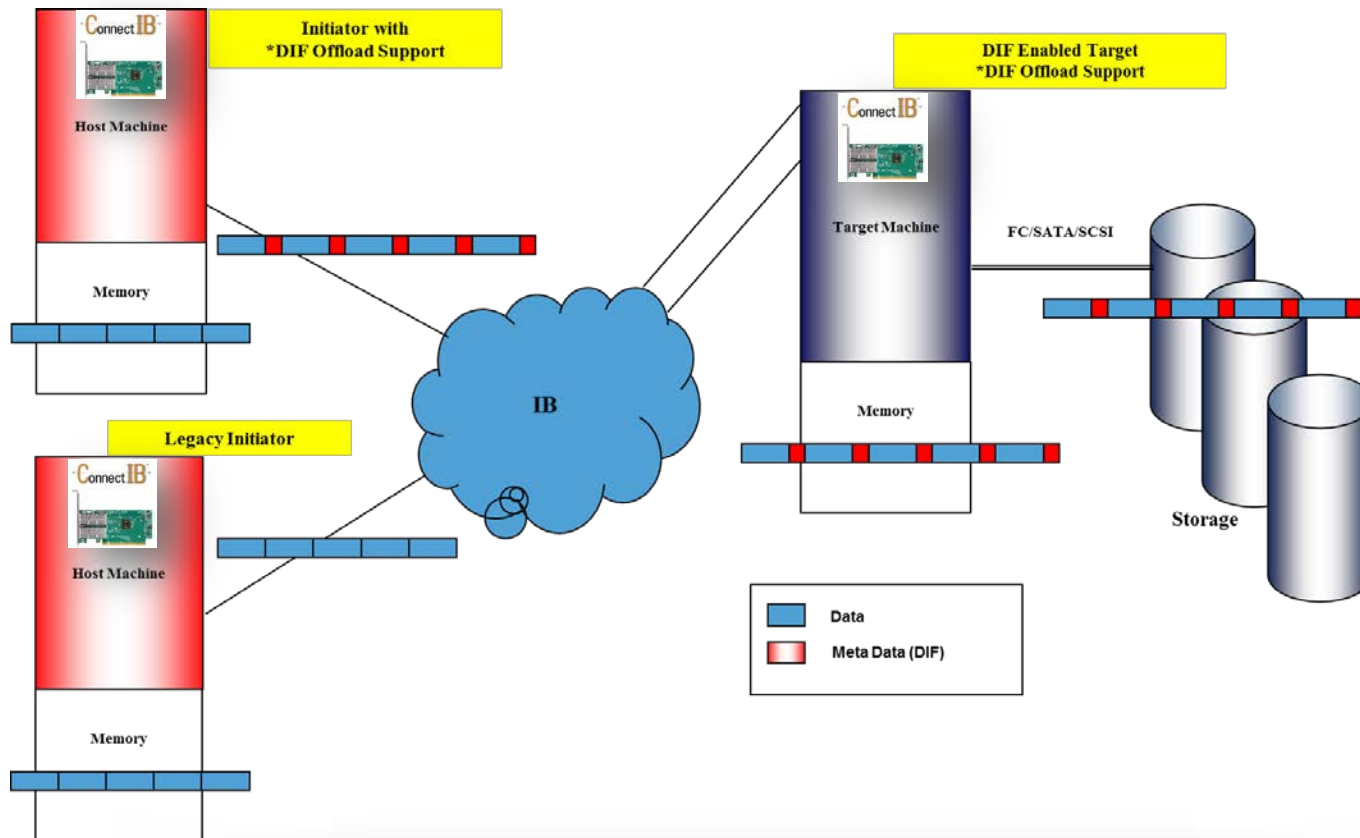 Connect IB
Host Machine
Memory
Initiator with
*DIF Offload Support
DIF Enabled Target
*DIF Offload Support
Connect IB
Target Machine
Memory
FC/SATA/SCSI
Storage
IB
Legacy Initiator
Connect IB
Host Machine
Memory
Data
Meta Data (DIF)